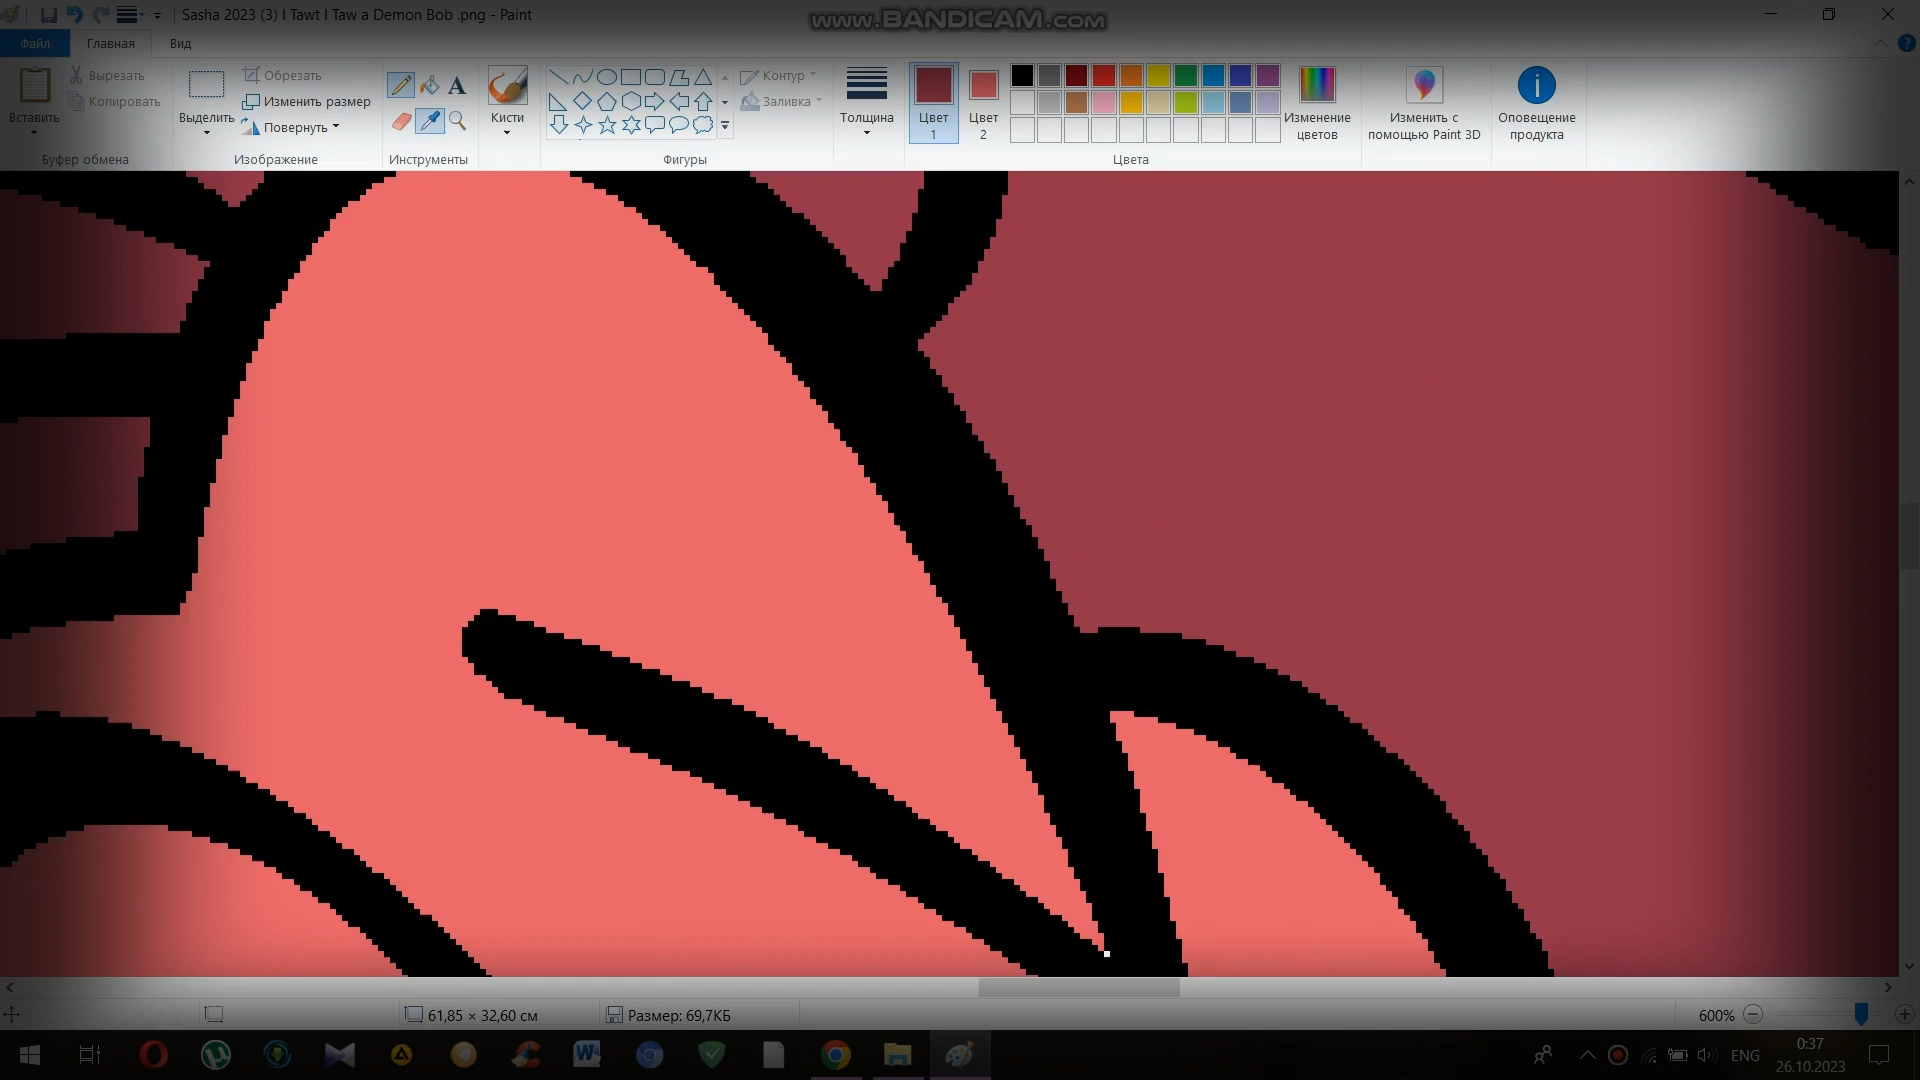 Sasha 2023 (3) I Tawt I Taw a Demon Bob .png - Paint
www.BANDICAM.com
Файл
Главная
Вид
Вставить
Вырезать
Копировать
Буфер обмена
Выделить
Обрезать
Изменить размер
Повернуть
Изображение
A
Инструменты
Кисти
Фигуры
Контур
Заливка
Толщина
Цвет
1
Цвет
2
Цвета
Изменение
цветов
Изменить с
помощью Paint 3D
Оповещение
продукта
61,85 × 32,60 см
Размер: 69,7КБ
600%
ENG
0:37
26.10.2023